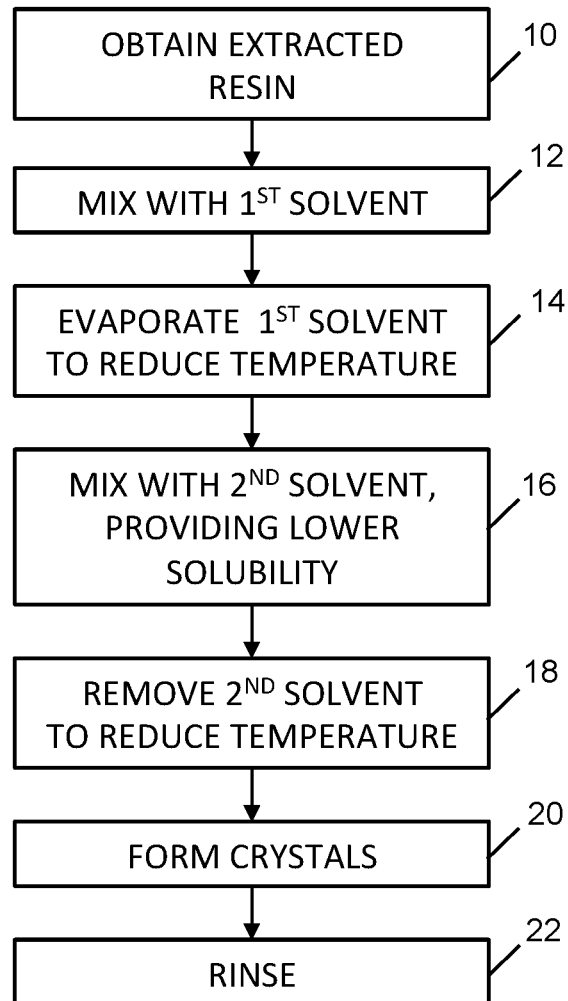 OBTAIN EXTRACTED
RESIN
10
MIX WITH 1ST SOLVENT
12
EVAPORATE 1ST SOLVENT
TO REDUCE TEMPERATURE
14
MIX WITH 2ND SOLVENT,
PROVIDING LOWER
SOLUBILITY
16
REMOVE 2ND SOLVENT
TO REDUCE TEMPERATURE
18
FORM CRYSTALS
20
RINSE
22